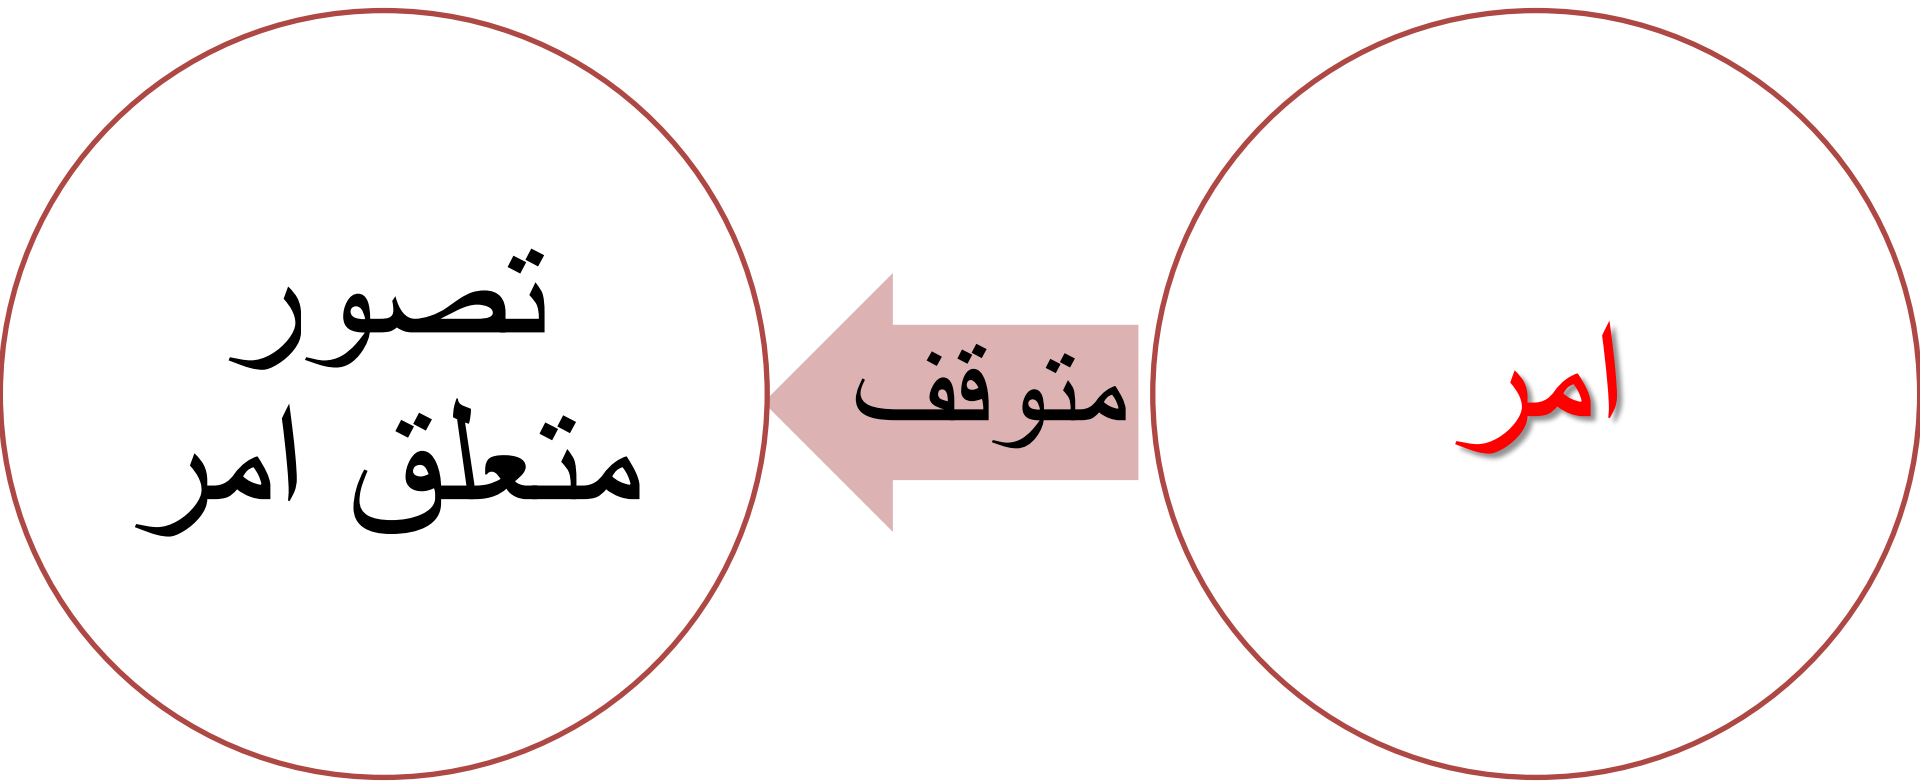 امر
متوقف
تصور
متعلق امر